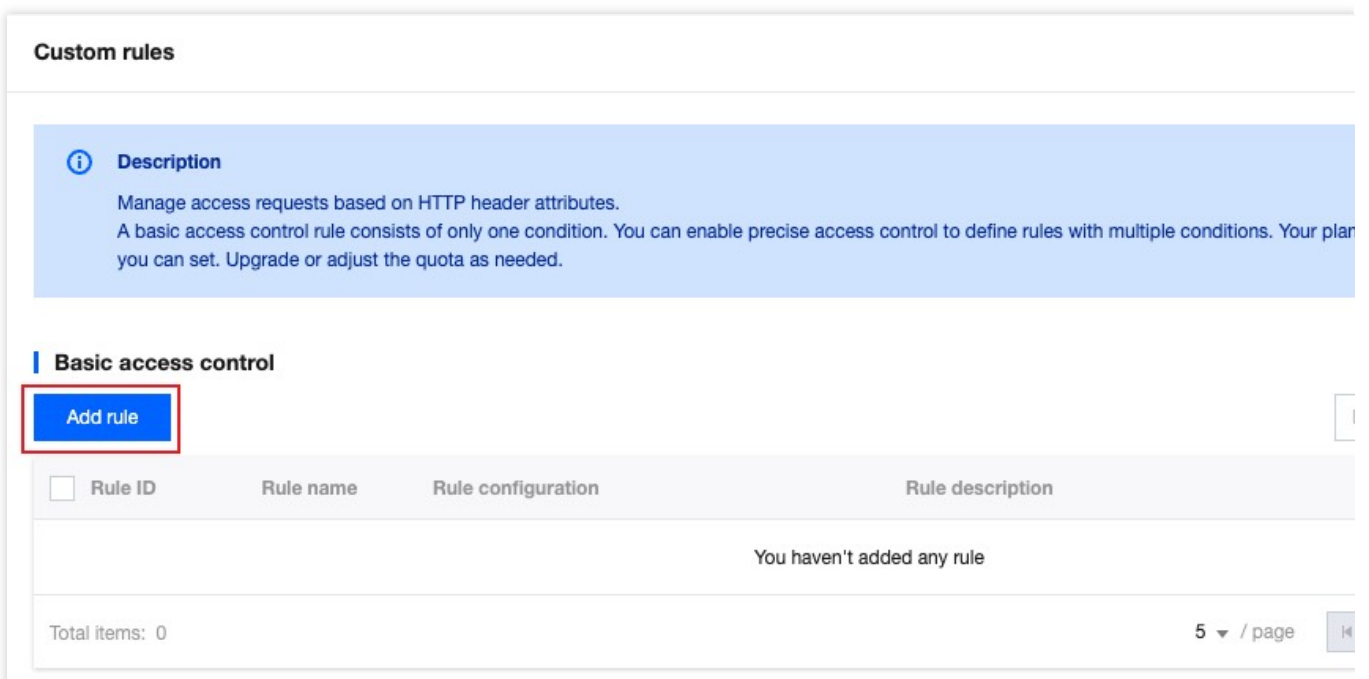 Custom rules
Description
Manage access requests based on HTTP header attributes.
A basic access control rule consists of only one condition. You can enable precise access control to define rules with multiple conditions. Your plan
you can set. Upgrade or adjust the quota as needed.
Basic access control
Add rule
Rule ID Rule name Rule configuration Rule description
You haven't added any rule
Total items: 0 5 / page